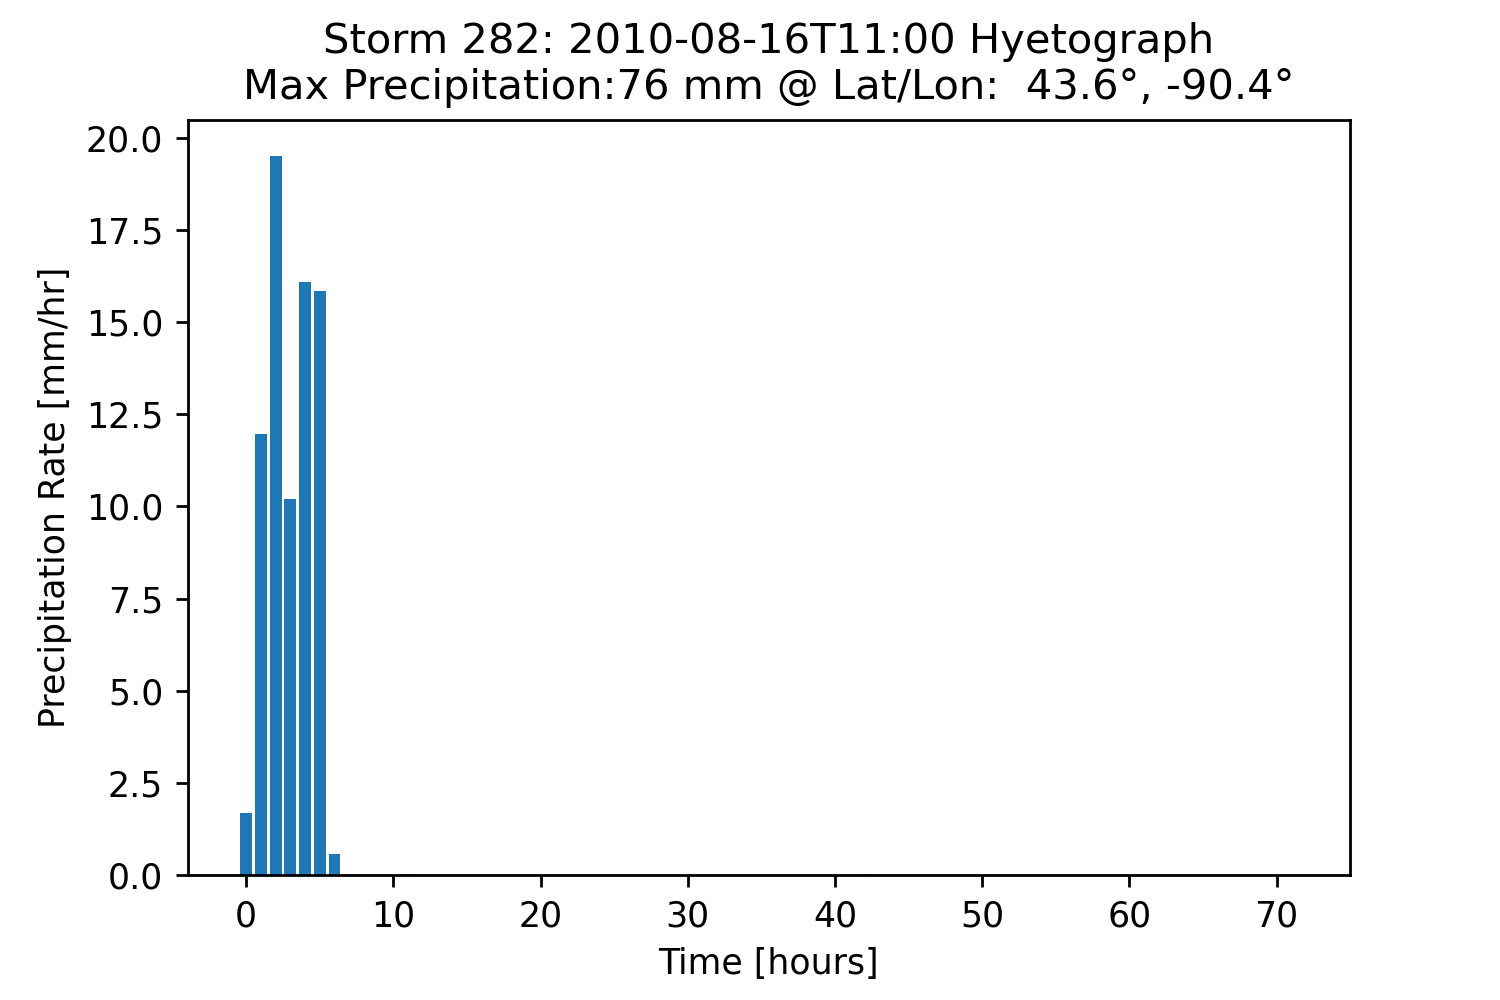 Storm 282: 2010-08-16T11:00 Hyetograph
Max Precipitation:76 mm @ Lat/Lon:  43.6°, -90.4°
Precipitation Rate [mm/hr]
20.0
17.5
15.0
12.5
10.0
7.5
5.0
2.5
0.0
0 10 20 30 40 50 60 70
Time [hours]